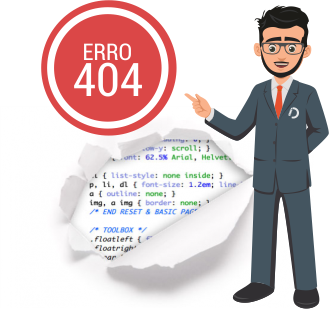 ERRO
404
om-y: scroll; }
font: 62.5% Arial, Helvet
{ list-style: none inside; }
p, li, dl { font-size: 1.2em; line
a { outline: none; }
img, a img { border: none; }
/* END RESET & BASIC PAG
/* TOOLBOX */
.floatleft {
floatright